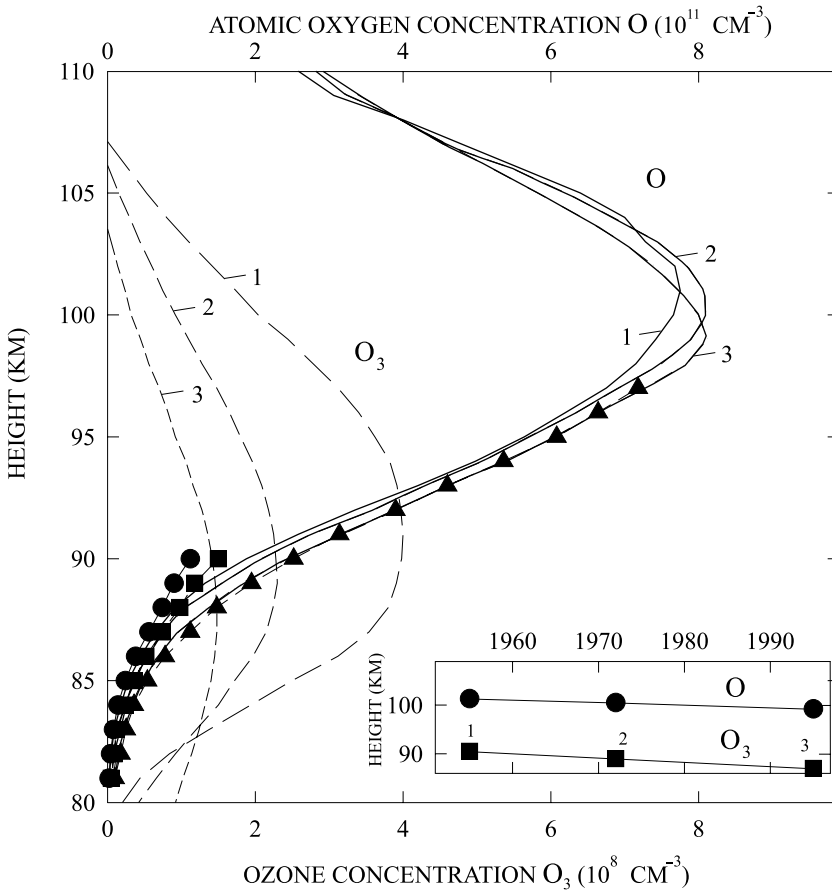 ATOMIC OXYGEN CONCENTRATION O (10¹¹ CM⁻³)
0 2 4 6 8
110
105
100
95
90
85
80
HEIGHT (KM)
O
1
2
2
3
O₃
1
3
1960 1970 1980 1990
HEIGHT (KM)
100
90
O
O₃
1
2
3
0 2 4 6 8
OZONE CONCENTRATION O₃ (10⁸ CM⁻³)